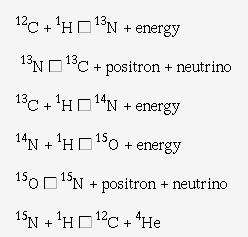 ¹²C + ¹H □ ¹³N + energy
¹³N □ ¹³C + positron + neutrino
¹³C + ¹H □ ¹⁴N + energy
¹⁴N + ¹H □ ¹⁵O + energy
¹⁵O □ ¹⁵N + positron + neutrino
¹⁵N + ¹H □ ¹²C + ⁴He